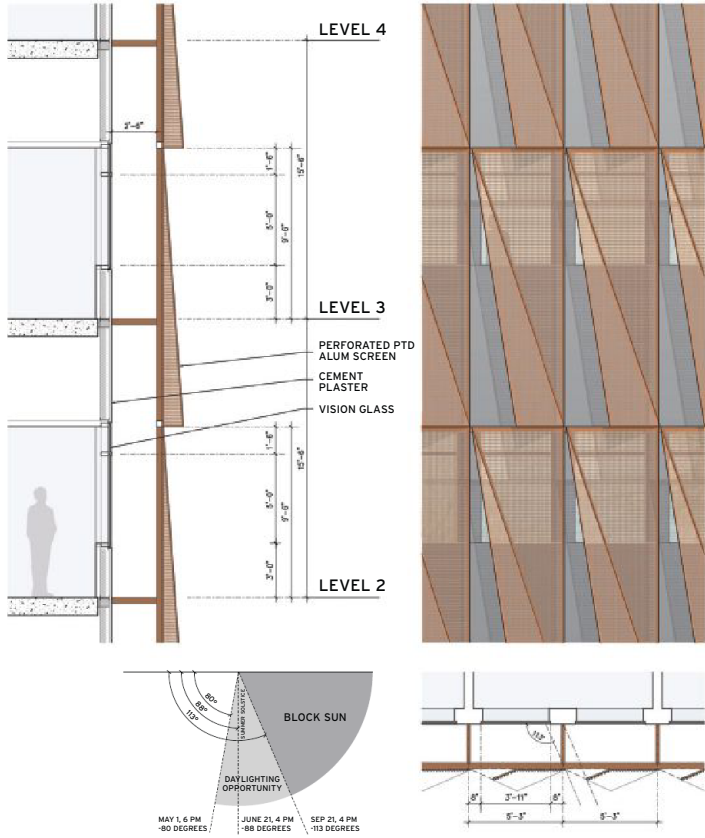 LEVEL 4
2'-6"
1'-6"
15'-6"
5'-0"
9'-6"
3'-0"
LEVEL 3
PERFORATED PTD
ALUM SCREEN
CEMENT
PLASTER
VISION GLASS
1'-6"
15'-6"
5'-0"
9'-6"
3'-0"
LEVEL 2
80°
88°
113°
SUMMER SOLSTICE
BLOCK SUN
DAYLIGHTING
OPPORTUNITY
MAY 1, 6 PM
-80 DEGREES
JUNE 21, 4 PM
-88 DEGREES
SEP 21, 4 PM
-113 DEGREES
113°
8" 3'-11" 8"
5'-3" 5'-3"